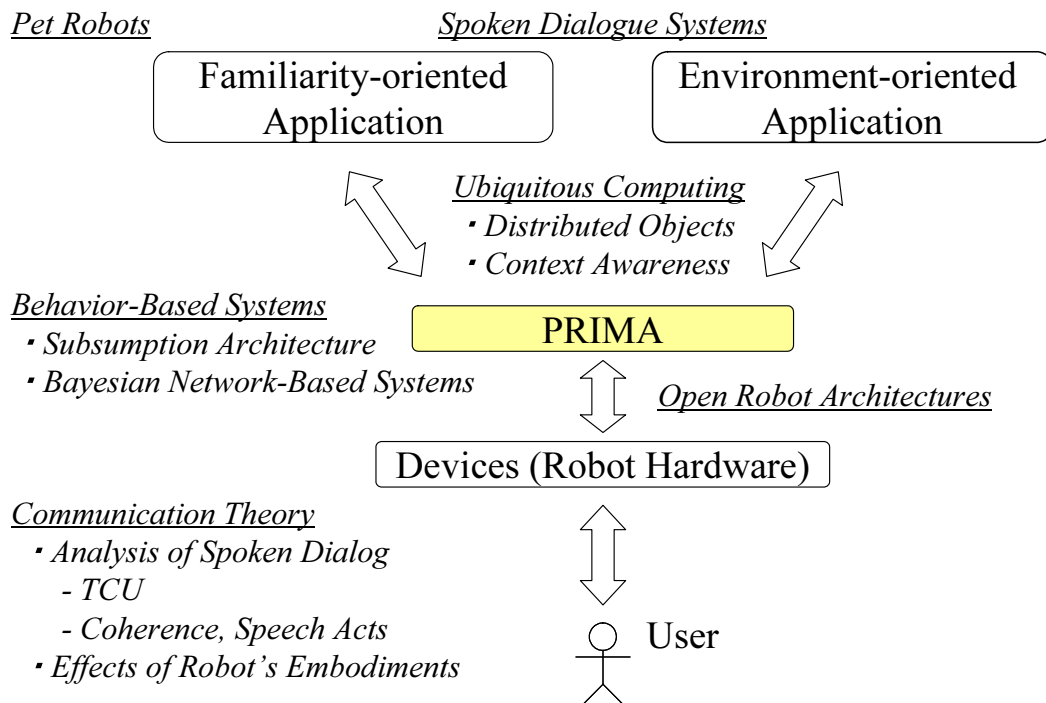 Pet Robots
Spoken Dialogue Systems
Familiarity-oriented
Application
Environment-oriented
Application
Ubiquitous Computing
・Distributed Objects
・Context Awareness
Behavior-Based Systems
・Subsumption Architecture
・Bayesian Network-Based Systems
PRIMA
Open Robot Architectures
Devices (Robot Hardware)
Communication Theory
・Analysis of Spoken Dialog
- TCU
- Coherence, Speech Acts
・Effects of Robot’s Embodiments
User